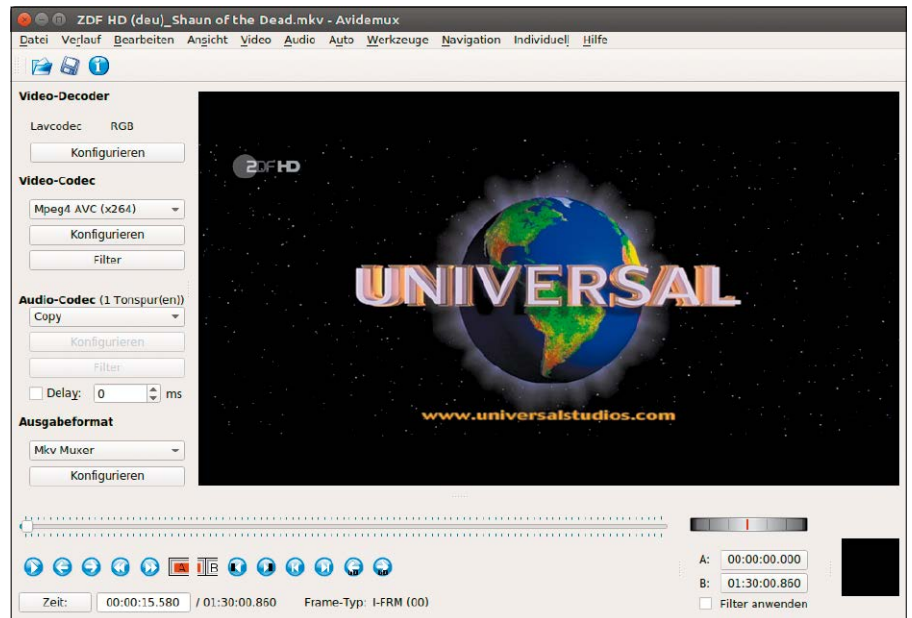 ZDF HD (deu)_Shaun of the Dead.mkv - Avidemux
Datei Verlauf Bearbeiten Ansicht Video Audio Auto Werkzeuge Navigation Individuell Hilfe
Video-Decoder
Lavcodec RGB
Konfigurieren
Video-Codec
Mpeg4 AVC (x264)
Konfigurieren
Filter
Audio-Codec (1 Tonspur(en))
Copy
Konfigurieren
Filter
Delay: 0 ms
Ausgabeformat
Mkv Muxer
Konfigurieren
ZDF HD
UNIVERSAL
www.universalstudios.com
A B
60 60
A: 00:00:00.000
B: 01:30:00.860
Zeit: 00:00:15.580 / 01:30:00.860 Frame-Typ: I-FRM (00)
Filter anwenden